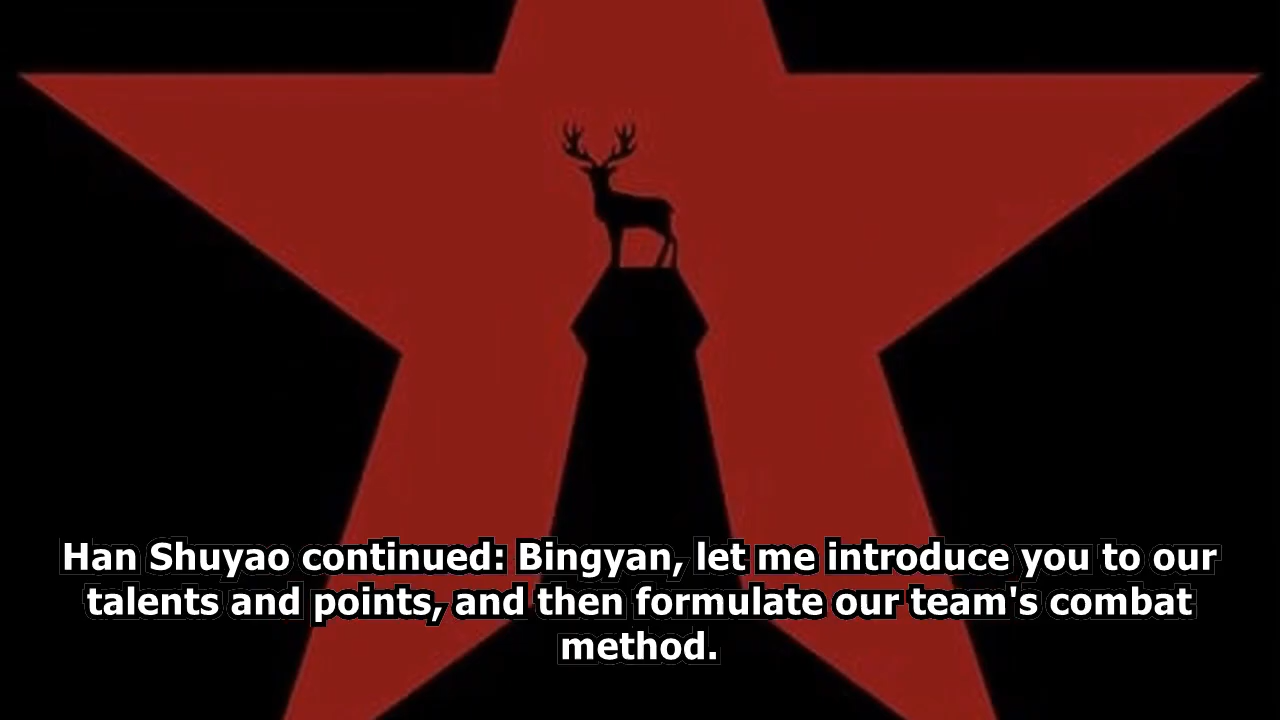 Han Shuyao continued: Bingyan, let me introduce you to our
talents and points, and then formulate our team's combat
method.